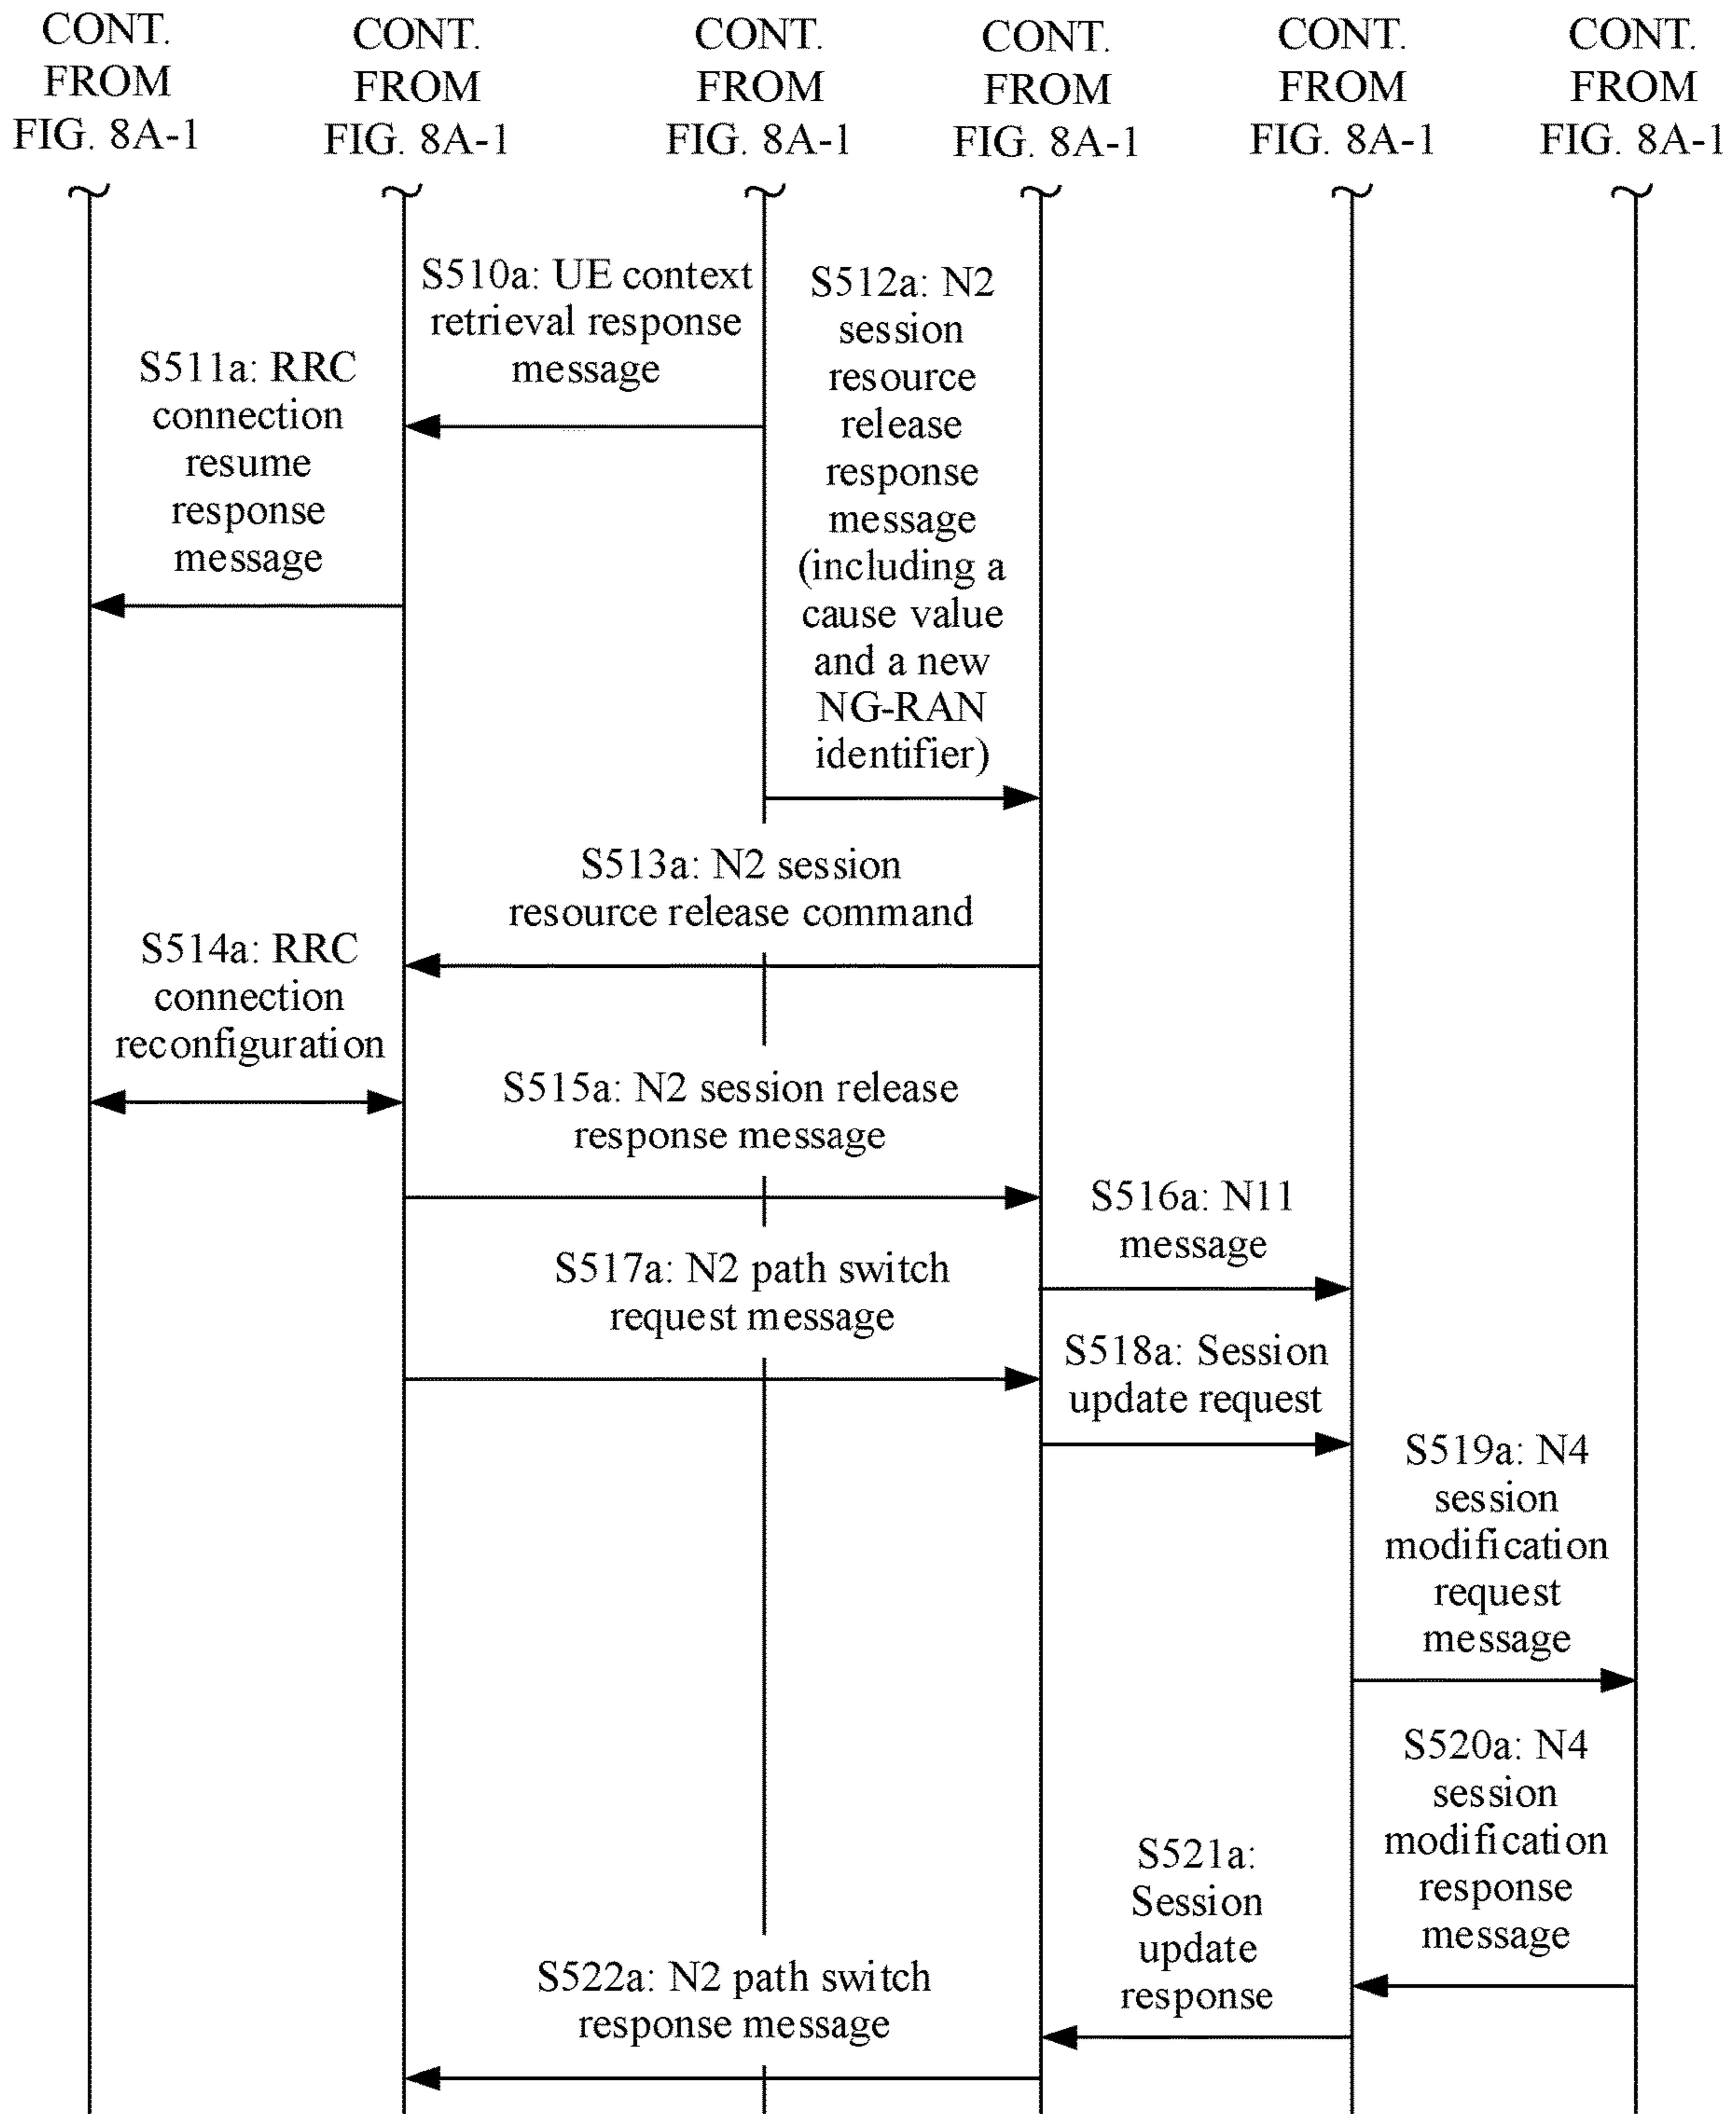 CONT.
FROM
FIG. 8A-1
CONT.
FROM
FIG. 8A-1
CONT.
FROM
FIG. 8A-1
CONT.
FROM
FIG. 8A-1
CONT.
FROM
FIG. 8A-1
CONT.
FROM
FIG. 8A-1
S510a: UE context
retrieval response
message
S511a: RRC
connection
resume
response
message
S512a: N2
session
resource
release
response
message
(including a
cause value
and a new
NG-RAN
identifier)
S513a: N2 session
resource release command
S514a: RRC
connection
reconfiguration
S515a: N2 session release
response message
S516a: N11
message
S517a: N2 path switch
request message
S518a: Session
update request
S519a: N4
session
modification
request
message
S520a: N4
session
modification
response
message
S521a:
Session
update
response
S522a: N2 path switch
response message